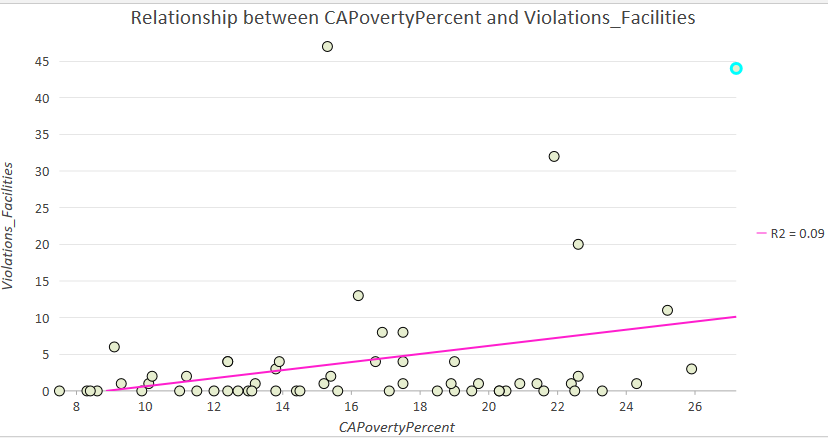 Relationship between CAPovertyPercent and Violations_Facilities
45
40
35
30
25
20
15
10
5
0
Violations_Facilities
8 10 12 14 16 18 20 22 24 26
CAPovertyPercent
R2 = 0.09